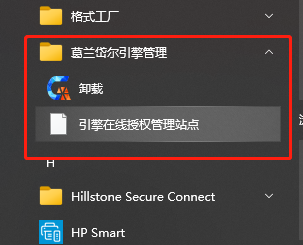 格式工厂
葛兰岱尔引擎管理
卸载
引擎在线授权管理站点
H
Hillstone Secure Connect
HP Smart